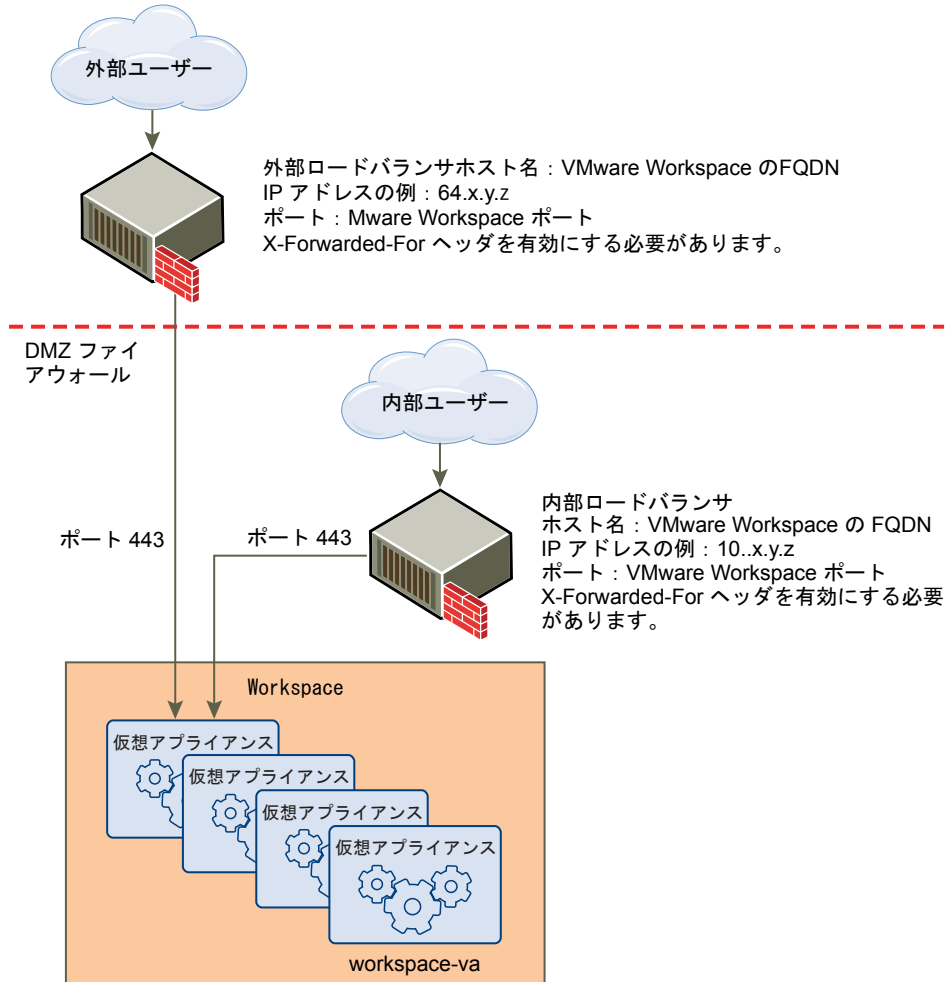 外部ユーザー
外部ロードバランサホスト名：VMware Workspace のFQDN
IP アドレスの例：64.x.y.z
ポート：Mware Workspace ポート
X-Forwarded-For ヘッダを有効にする必要があります。
DMZ ファイ
アウォール
内部ユーザー
ポート 443
ポート 443
内部ロードバランサ
ホスト名：VMware Workspace の FQDN
IP アドレスの例：10..x.y.z
ポート：VMware Workspace ポート
X-Forwarded-For ヘッダを有効にする必要
があります。
Workspace
仮想アプライアンス
仮想アプライアンス
仮想アプライアンス
仮想アプライアンス
workspace-va